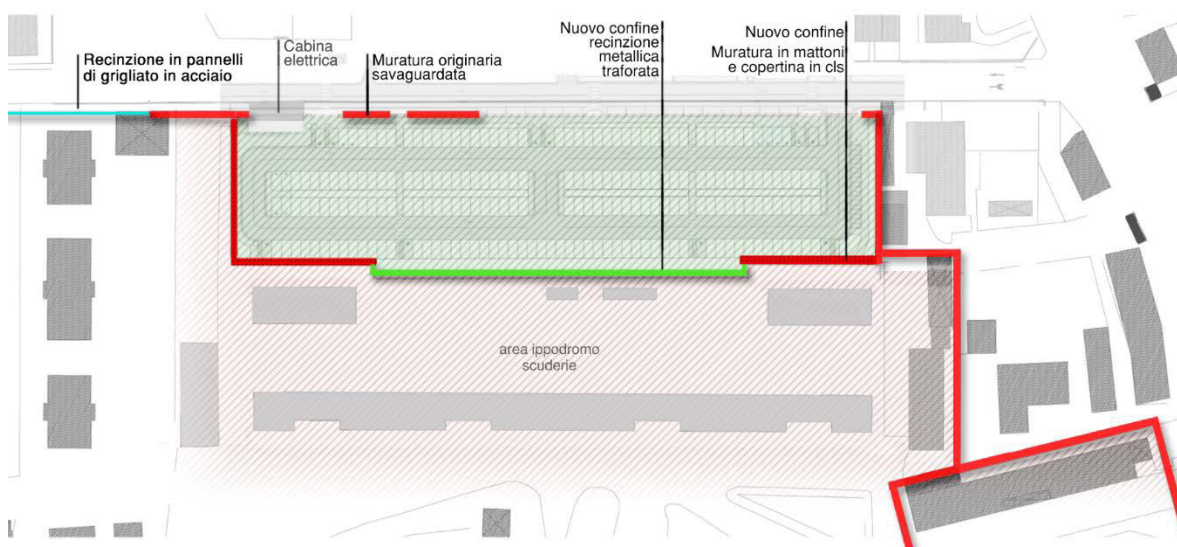 Recinzione in pannelli
di grigliato in acciaio
Cabina
elettrica
Muratura originaria
savaguardata
Nuovo confine
recinzione
metallica
traforata
Nuovo confine
Muratura in mattoni
e copertina in cls
area ippodromo
scuderie